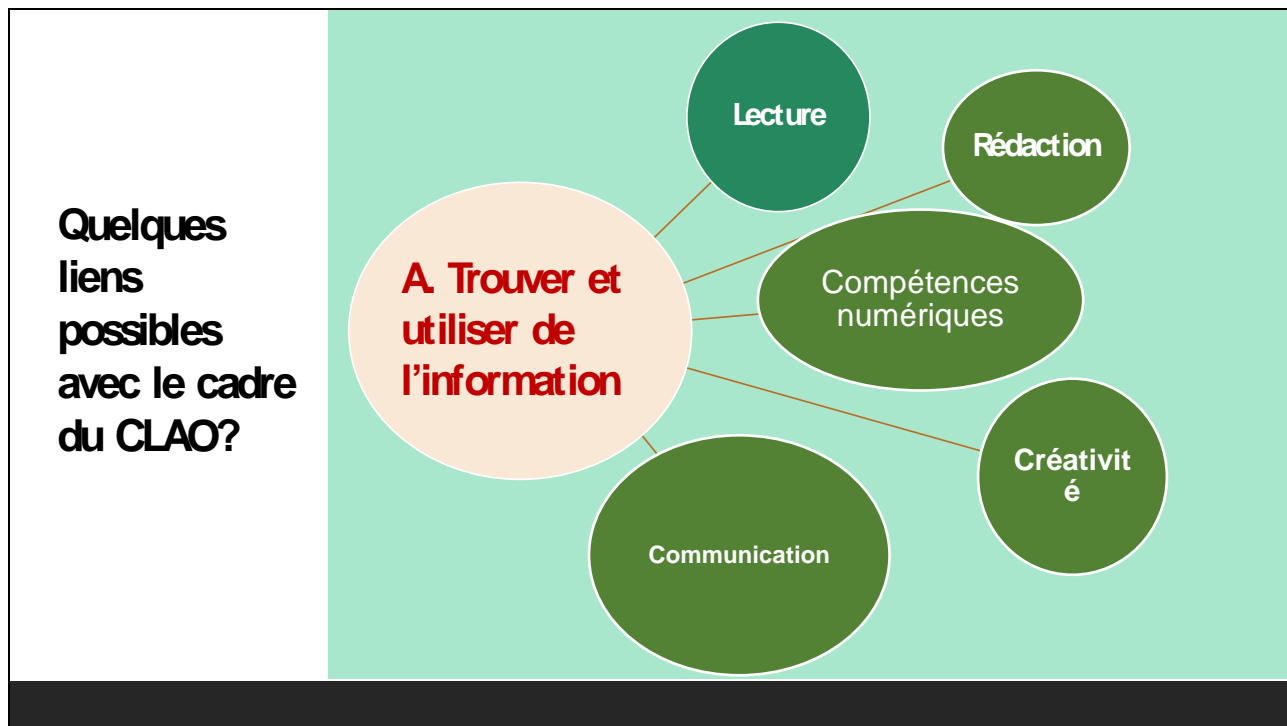 Quelques
liens
possibles
avec le cadre
du CLAO?
A. Trouver et
utiliser de
l'information
Lecture
Rédaction
Compétences
numériques
Créativit
é
Communication